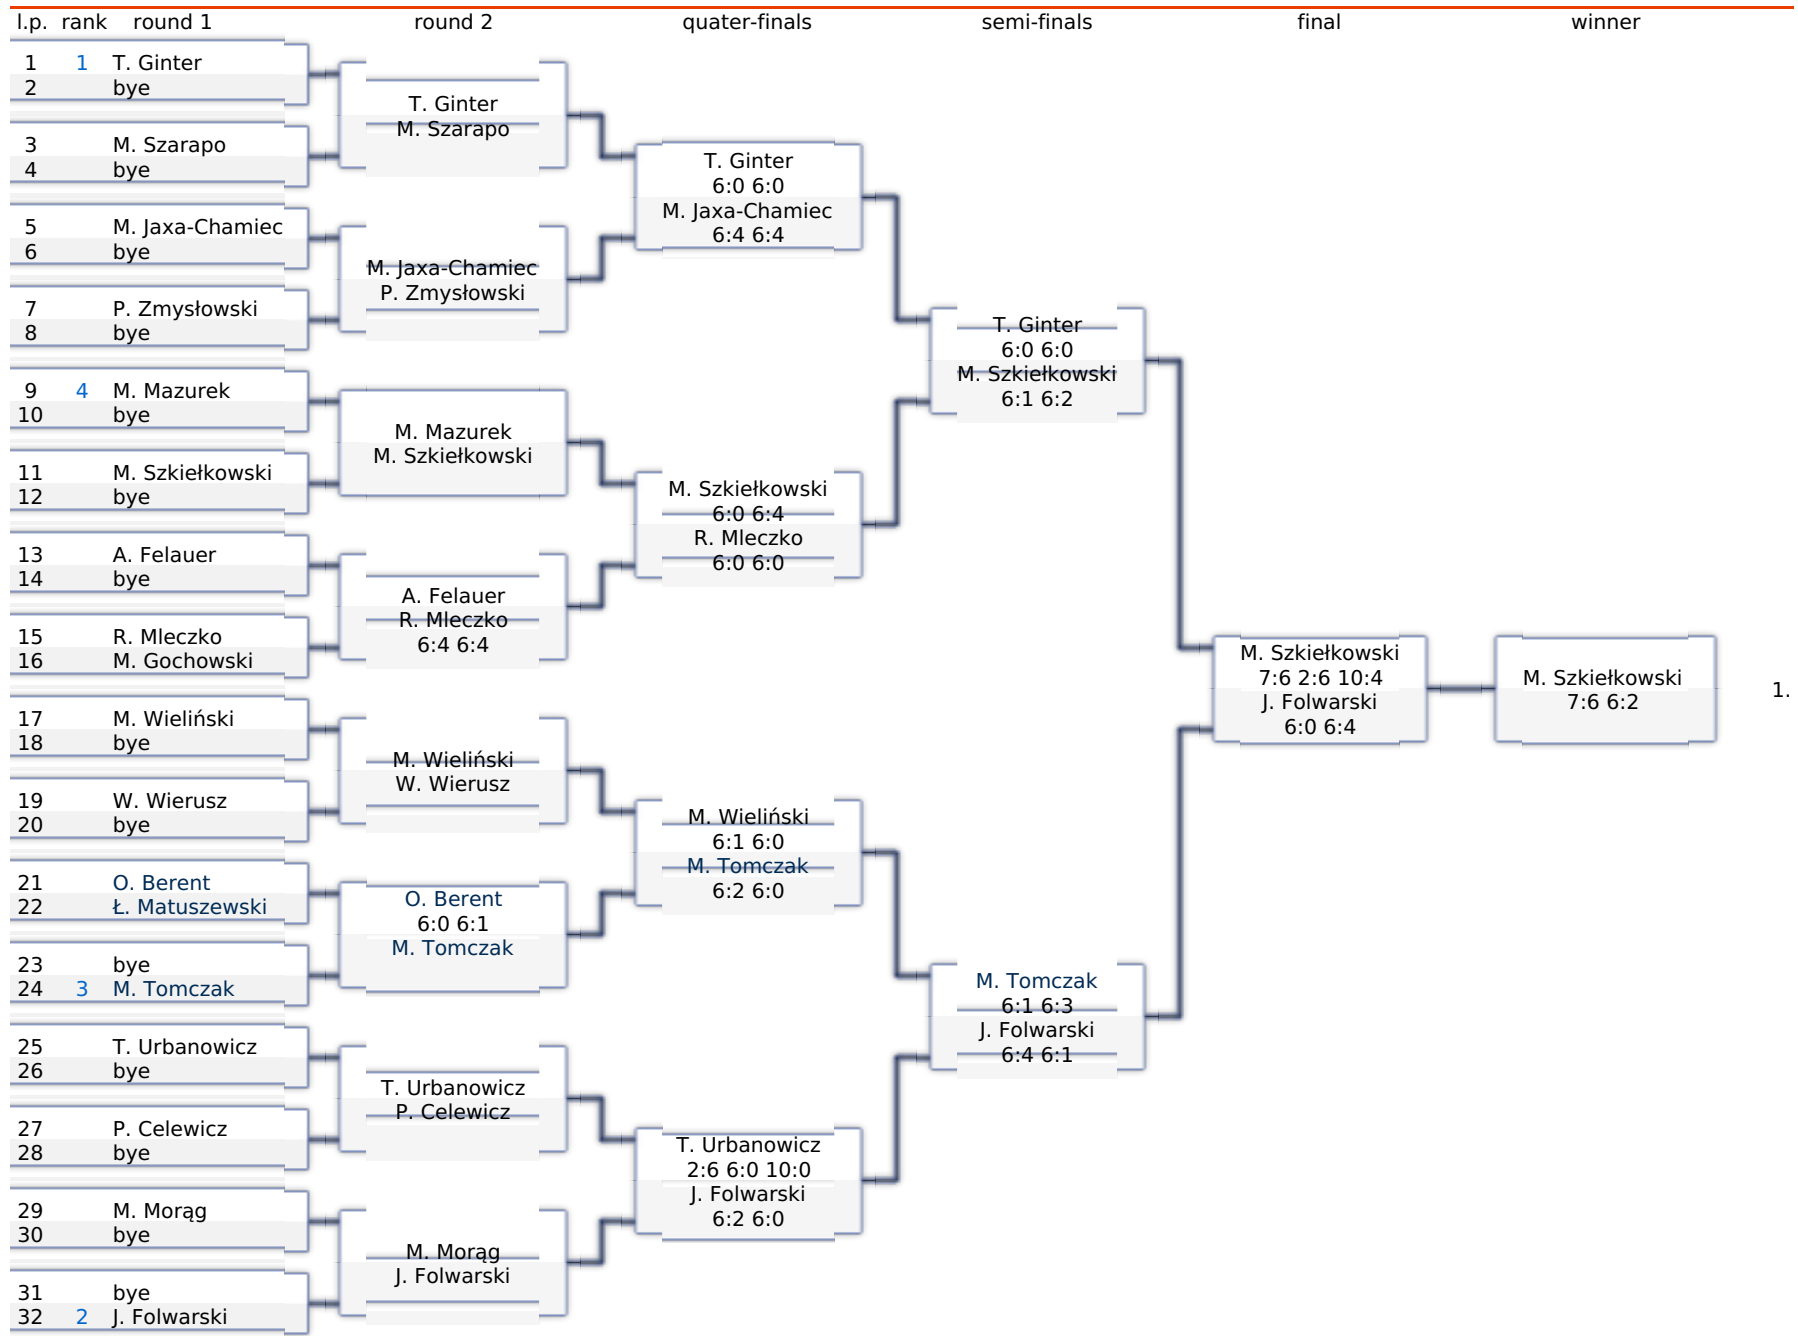 l.p. rank round 1 round 2 quater-finals semi-finals final winner
1 1 T. Ginter
2 bye
3 M. Szarapo
4 bye
5 M. Jaxa-Chamiec
6 bye
7 P. Zmysłowski
8 bye
9 4 M. Mazurek
10 bye
11 M. Szkiełkowski
12 bye
13 A. Felauer
14 bye
15 R. Mleczko
16 M. Gochowski
17 M. Wieliński
18 bye
19 W. Wierusz
20 bye
21 O. Berent
22 Ł. Matuszewski
23 bye
24 3 M. Tomczak
25 T. Urbanowicz
26 bye
27 P. Celewicz
28 bye
29 M. Morąg
30 bye
31 bye
32 2 J. Folwarski
T. Ginter
M. Szarapo
M. Jaxa-Chamiec
P. Zmysłowski
M. Mazurek
M. Szkiełkowski
A. Felauer
R. Mleczko
6:4 6:4
M. Wieliński
W. Wierusz
O. Berent
6:0 6:1
M. Tomczak
T. Urbanowicz
P. Celewicz
M. Morąg
J. Folwarski
T. Ginter
6:0 6:0
M. Jaxa-Chamiec
6:4 6:4
M. Szkiełkowski
6:0 6:4
R. Mleczko
6:0 6:0
M. Wieliński
6:1 6:0
M. Tomczak
6:2 6:0
T. Urbanowicz
2:6 6:0 10:0
J. Folwarski
6:2 6:0
T. Ginter
6:0 6:0
M. Szkiełkowski
6:1 6:2
M. Tomczak
6:1 6:3
J. Folwarski
6:4 6:1
M. Szkiełkowski
7:6 2:6 10:4
J. Folwarski
6:0 6:4
M. Szkiełkowski
7:6 6:2
1.